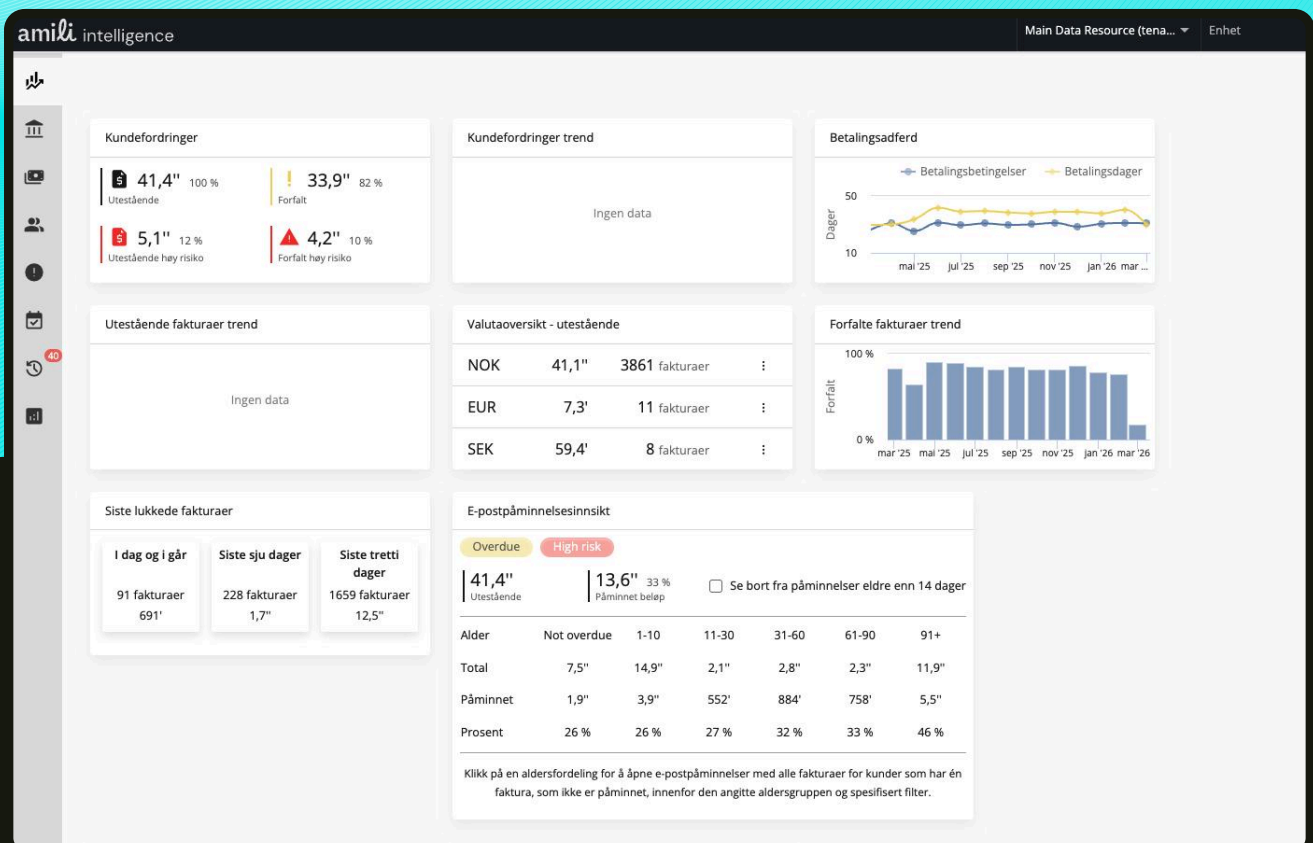 amili intelligence
Main Data Resource (tena...
Enhet
40
Kundefordringer
41,4'' 100 %
Utestående
33,9'' 82 %
Forfalt
5,1'' 12 %
Utestående høy risiko
4,2'' 10 %
Forfalt høy risiko
Kundefordringer trend
Ingen data
Betalingsadferd
Betalingsbetingelser Betalingsdager
50
Dager
10
mai '25 jul '25 sep '25 nov '25 jan '26 mar ...
Utestående fakturaer trend
Ingen data
Valutaoversikt - utestående
NOK 41,1'' 3861 fakturaer
EUR 7,3' 11 fakturaer
SEK 59,4' 8 fakturaer
Forfalte fakturaer trend
100 %
Forfalt
0 %
mar '25 mai '25 jul '25 sep '25 nov '25 jan '26 mar '26
Siste lukkede fakturaer
I dag og i går
91 fakturaer
691'
Siste sju dager
228 fakturaer
1,7''
Siste tretti
dager
1659 fakturaer
12,5''
E-postpåminnelsesinnsikt
Overdue High risk
41,4''
Utestående
13,6'' 33 %
Påminnet beløp
Se bort fra påminnelser eldre enn 14 dager
Alder Not overdue 1-10 11-30 31-60 61-90 91+
Total 7,5'' 14,9'' 2,1'' 2,8'' 2,3'' 11,9''
Påminnet 1,9'' 3,9'' 552' 884' 758' 5,5''
Prosent 26 % 26 % 27 % 32 % 33 % 46 %
Klikk på en aldersfordeling for å åpne e-postpåminnelser med alle fakturaer for kunder som har én
faktura, som ikke er påminnet, innenfor den angitte aldersgruppen og spesifisert filter.